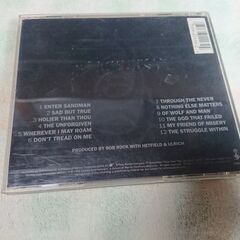 1 ENTER SANDMAN
2 SAD BUT TRUE
3 HOLIER THAN THOU
4 THE UNFORGIVEN
5 WHEREVER I MAY ROAM
6 DON'T TREAD ON ME
7 THROUGH THE NEVER
8 NOTHING ELSE MATTERS
9 OF WOLF AND MAN
10 THE GOD THAT FAILED
11 MY FRIEND OF MISERY
12 THE STRUGGLE WITHIN
PRODUCED BY BOB ROCK WITH HETFIELD & ULRICH